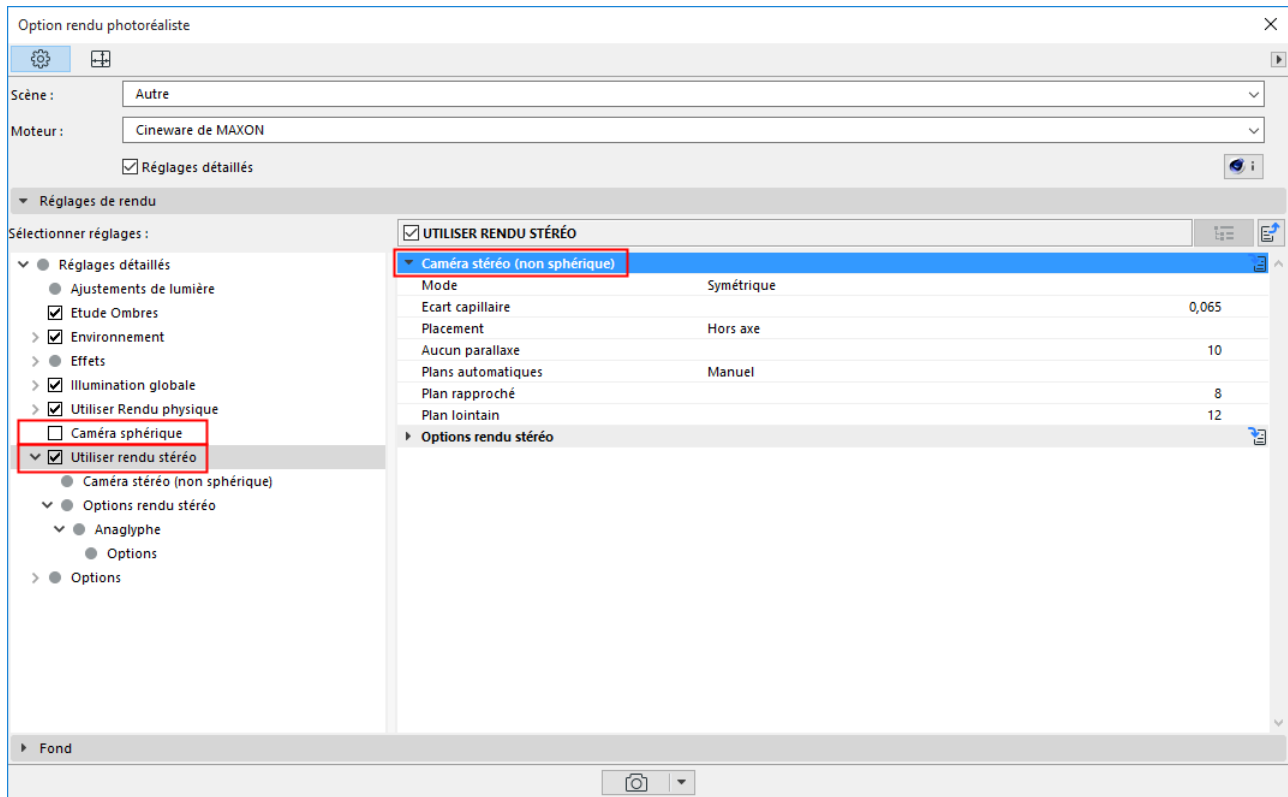 Option rendu photoréaliste
Scène :
Autre
Moteur :
Cineware de MAXON
Réglages détaillés
i
Réglages de rendu
Sélectionner réglages :
Réglages détaillés
Ajustements de lumière
Etude Ombres
Environnement
Effets
Illumination globale
Utiliser Rendu physique
Caméra sphérique
Utiliser rendu stéréo
Caméra stéréo (non sphérique)
Options rendu stéréo
Anaglyphe
Options
Options
UTILISER RENDU STÉRÉO
Caméra stéréo (non sphérique)
Mode Symétrique
Ecart capillaire 0,065
Placement Hors axe
Aucun parallaxe 10
Plans automatiques Manuel
Plan rapproché 8
Plan lointain 12
Options rendu stéréo
Fond